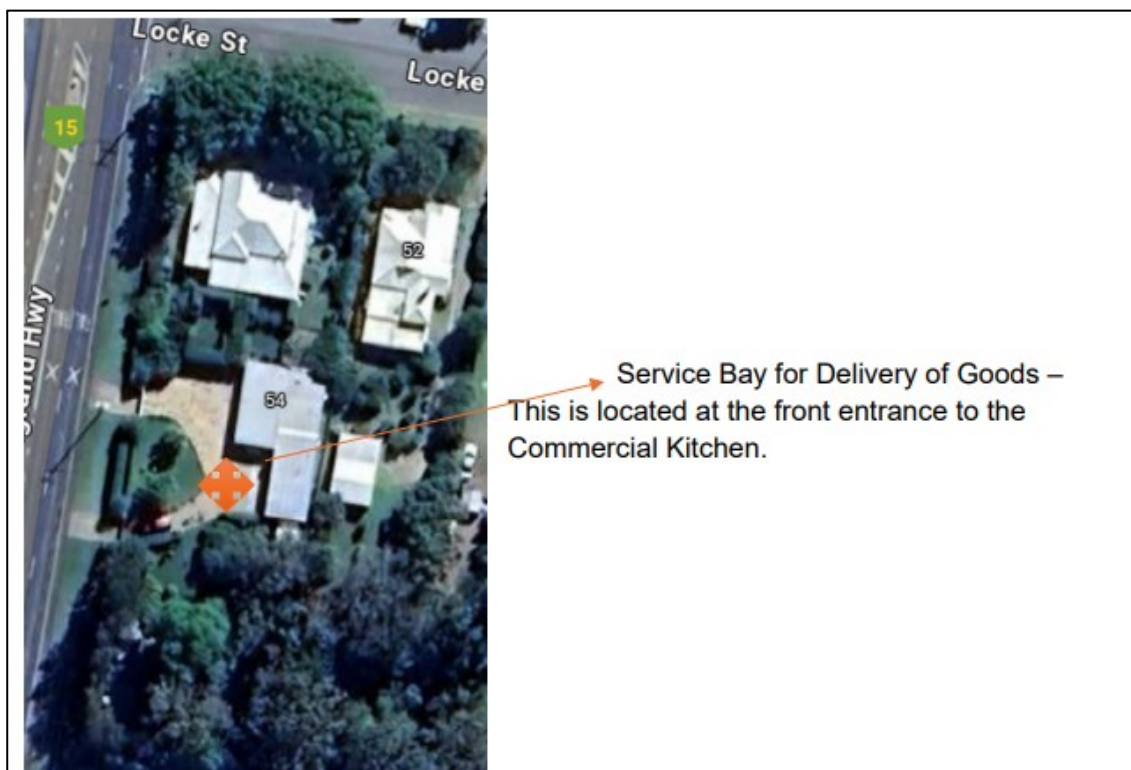 Locke St
Locke
15
52
54
Hwy
Service Bay for Delivery of Goods –
This is located at the front entrance to the
Commercial Kitchen.